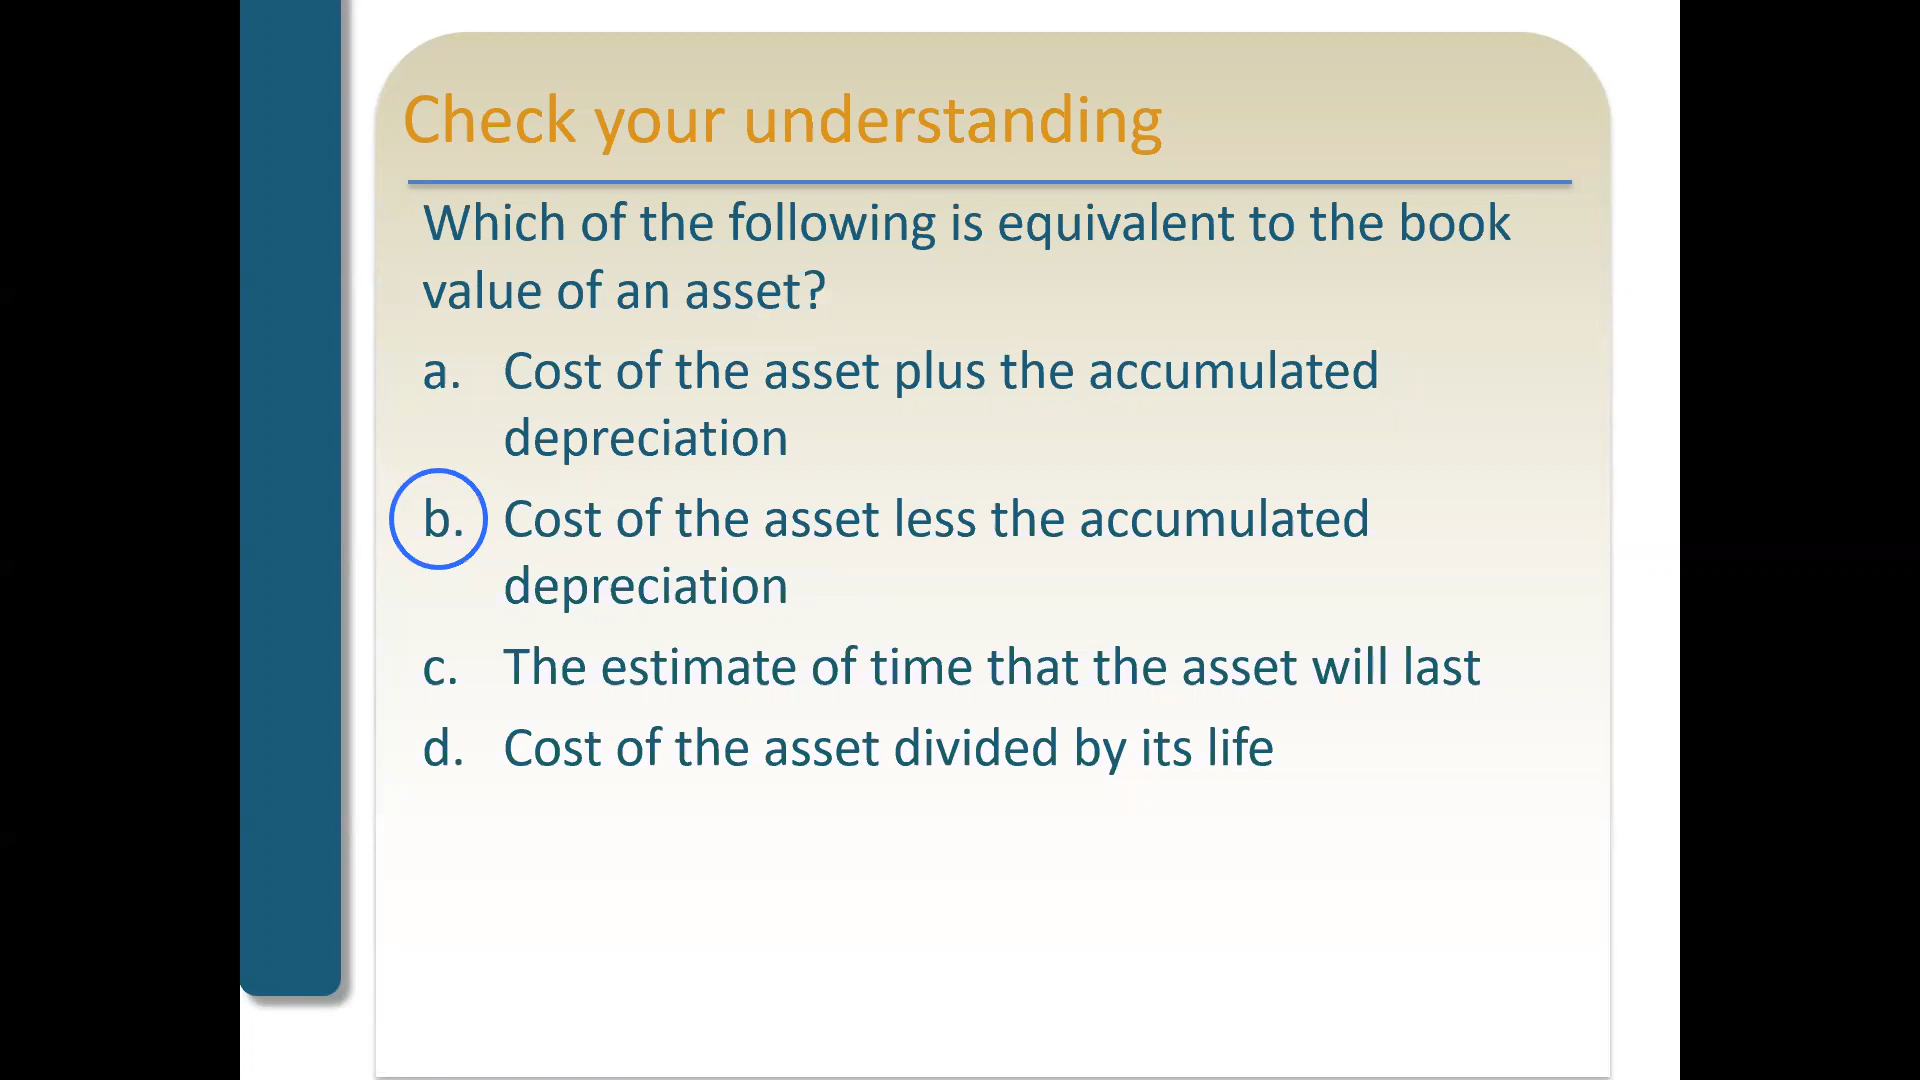 Check your understanding
Which of the following is equivalent to the book
value of an asset?
a. Cost of the asset plus the accumulated
depreciation
b. Cost of the asset less the accumulated
depreciation
c. The estimate of time that the asset will last
d. Cost of the asset divided by its life